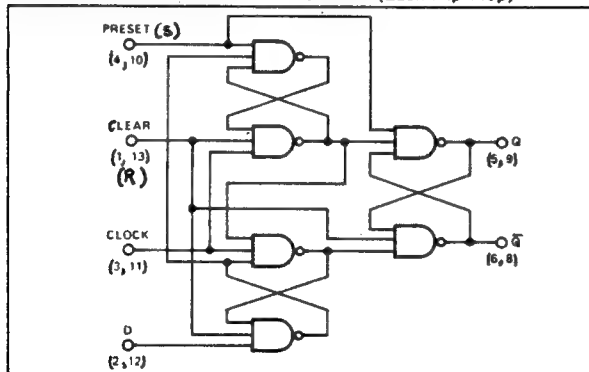 PRESET (S)
(4, 10)
CLEAR
(1, 13)
(R)
CLOCK
(3, 11)
D
(2, 12)
Q
(5, 9)
Q̅
(6, 8)